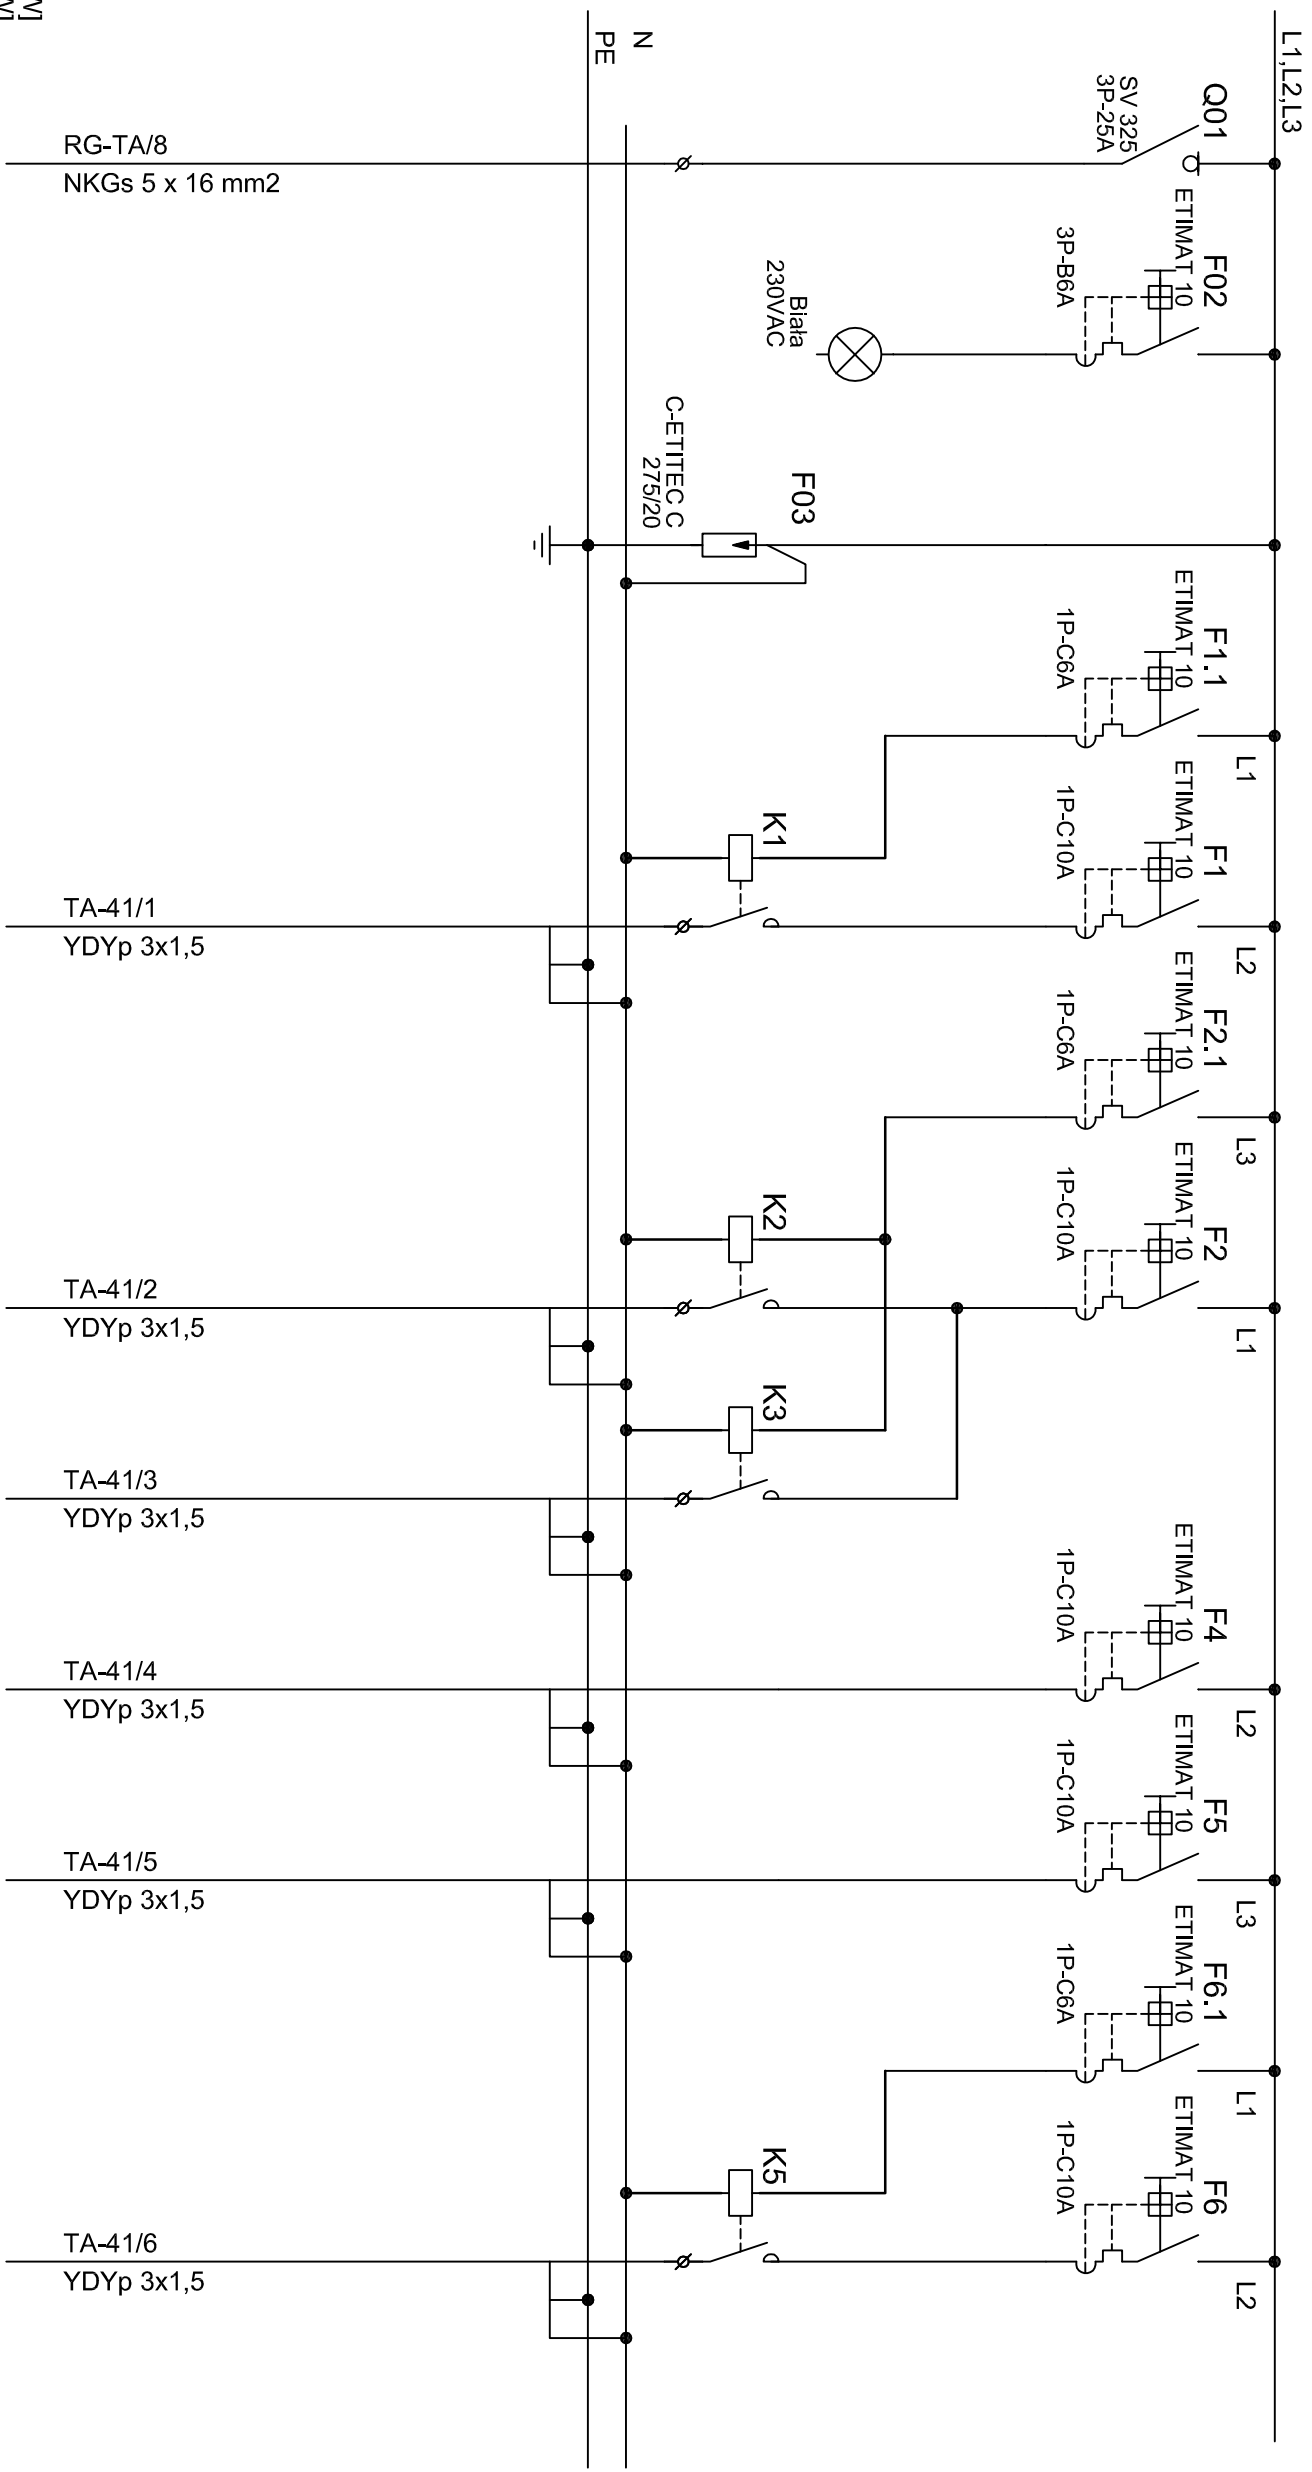 L1,L2,L3
N
PE
Q01
SV 325
3P-25A
RG-TA/8
NKGs 5 x 16 mm2
F02
ETIMAT 10
3P-B6A
Biała
230VAC
F03
C-ETITEC C
275/20
F1.1
ETIMAT 10
1P-C6A
L1
K1
F1
ETIMAT 10
1P-C10A
L2
TA-41/1
YDYp 3x1,5
F2.1
ETIMAT 10
1P-C6A
L3
K2
F2
ETIMAT 10
1P-C10A
L1
TA-41/2
YDYp 3x1,5
K3
TA-41/3
YDYp 3x1,5
F4
ETIMAT 10
1P-C10A
L2
TA-41/4
YDYp 3x1,5
F5
ETIMAT 10
1P-C10A
L3
TA-41/5
YDYp 3x1,5
F6.1
ETIMAT 10
1P-C6A
L1
K5
F6
ETIMAT 10
1P-C10A
L2
TA-41/6
YDYp 3x1,5